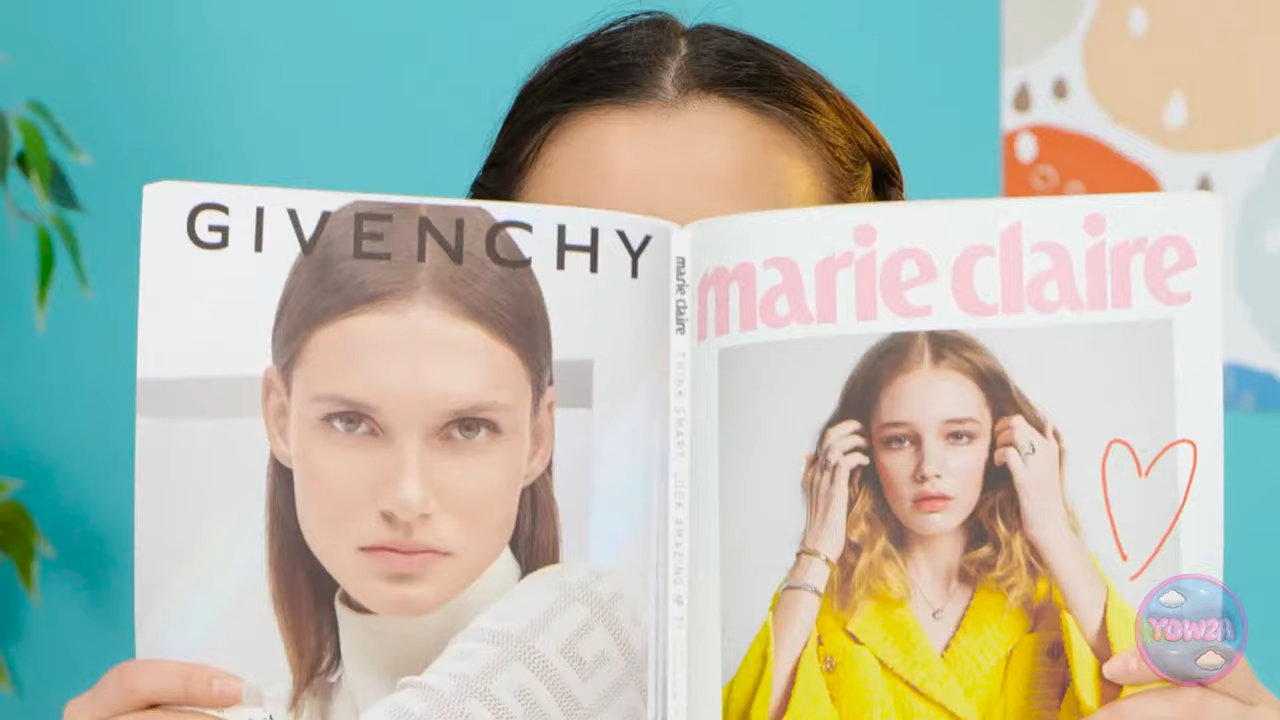 GIVENCHY
marie claire
THINK SMART LOOK AMAZING
marie claire
YOWZA